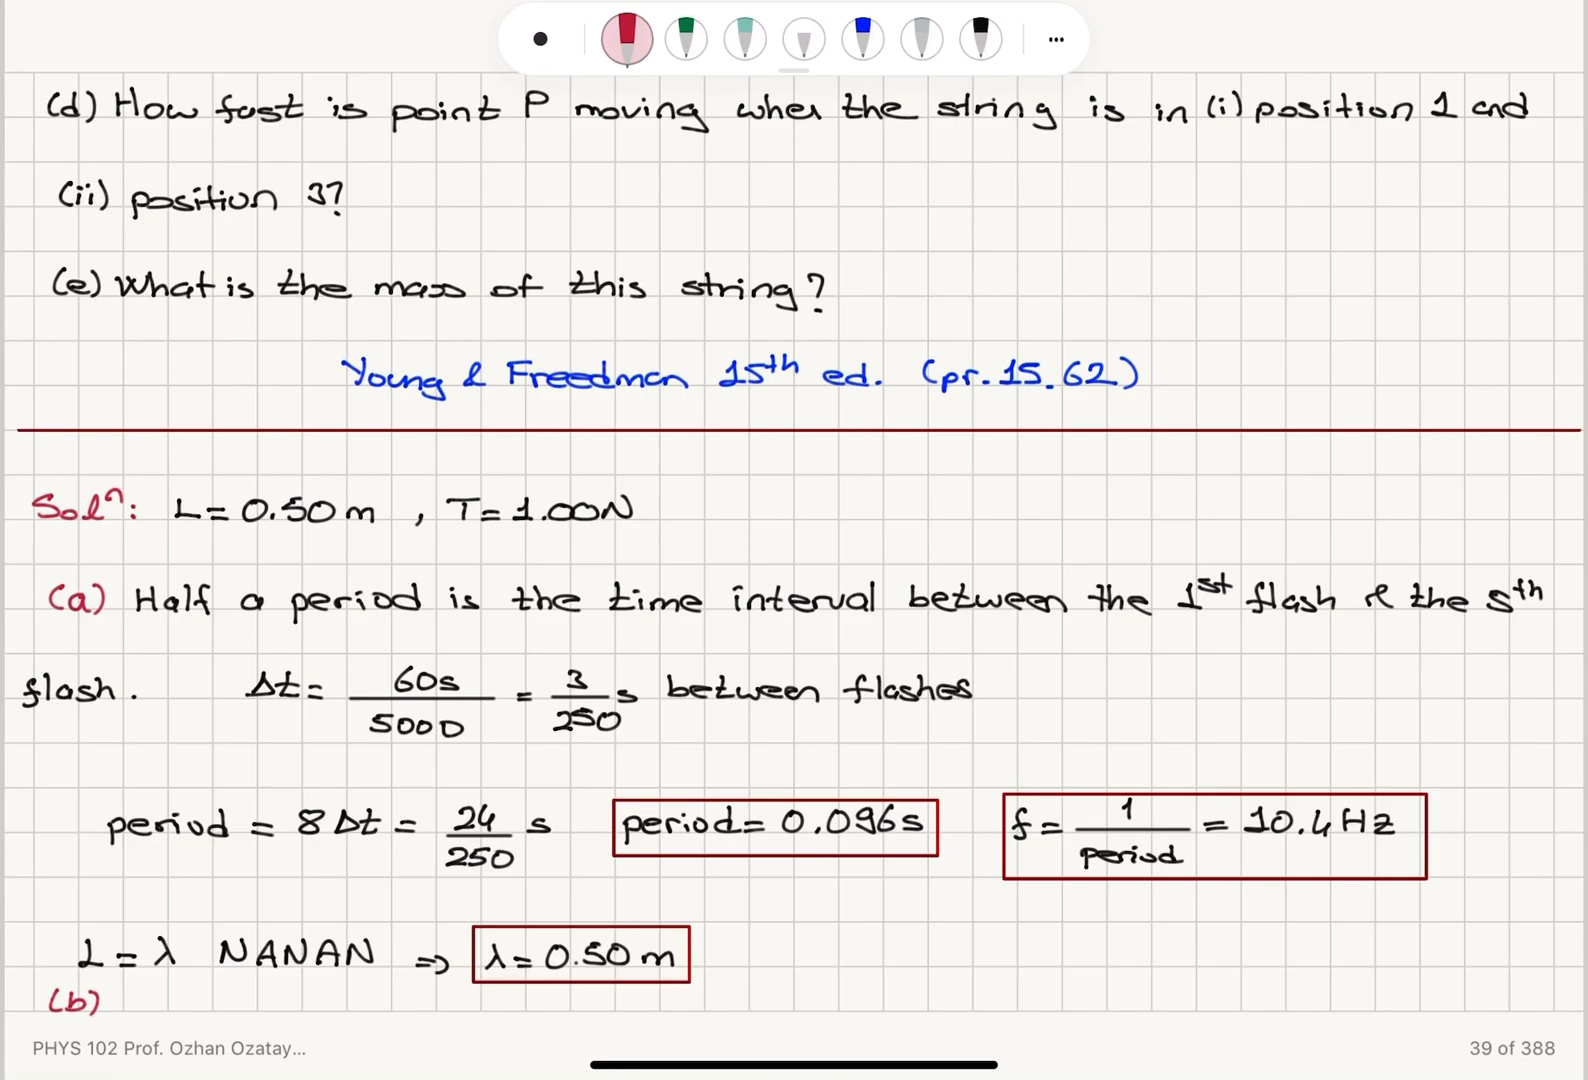 (d) How fast is point P moving when the string is in (i) position 1 and
(ii) position 3?
(e) What is the mass of this string?
Young & Freedman 15th ed. (pr. 15.62)
Solⁿ: L = 0.50 m , T = 1.00N
(a) Half a period is the time interval between the 1st flash & the 5th
flash. Δt = 60s / 5000 = 3/250 s between flashes
period = 8 Δt = 24/250 s period = 0.096 s f = 1/period = 10.4 Hz
L = λ NANAN ⇒ λ = 0.50 m
(b)
PHYS 102 Prof. Ozhan Ozatay... 39 of 388